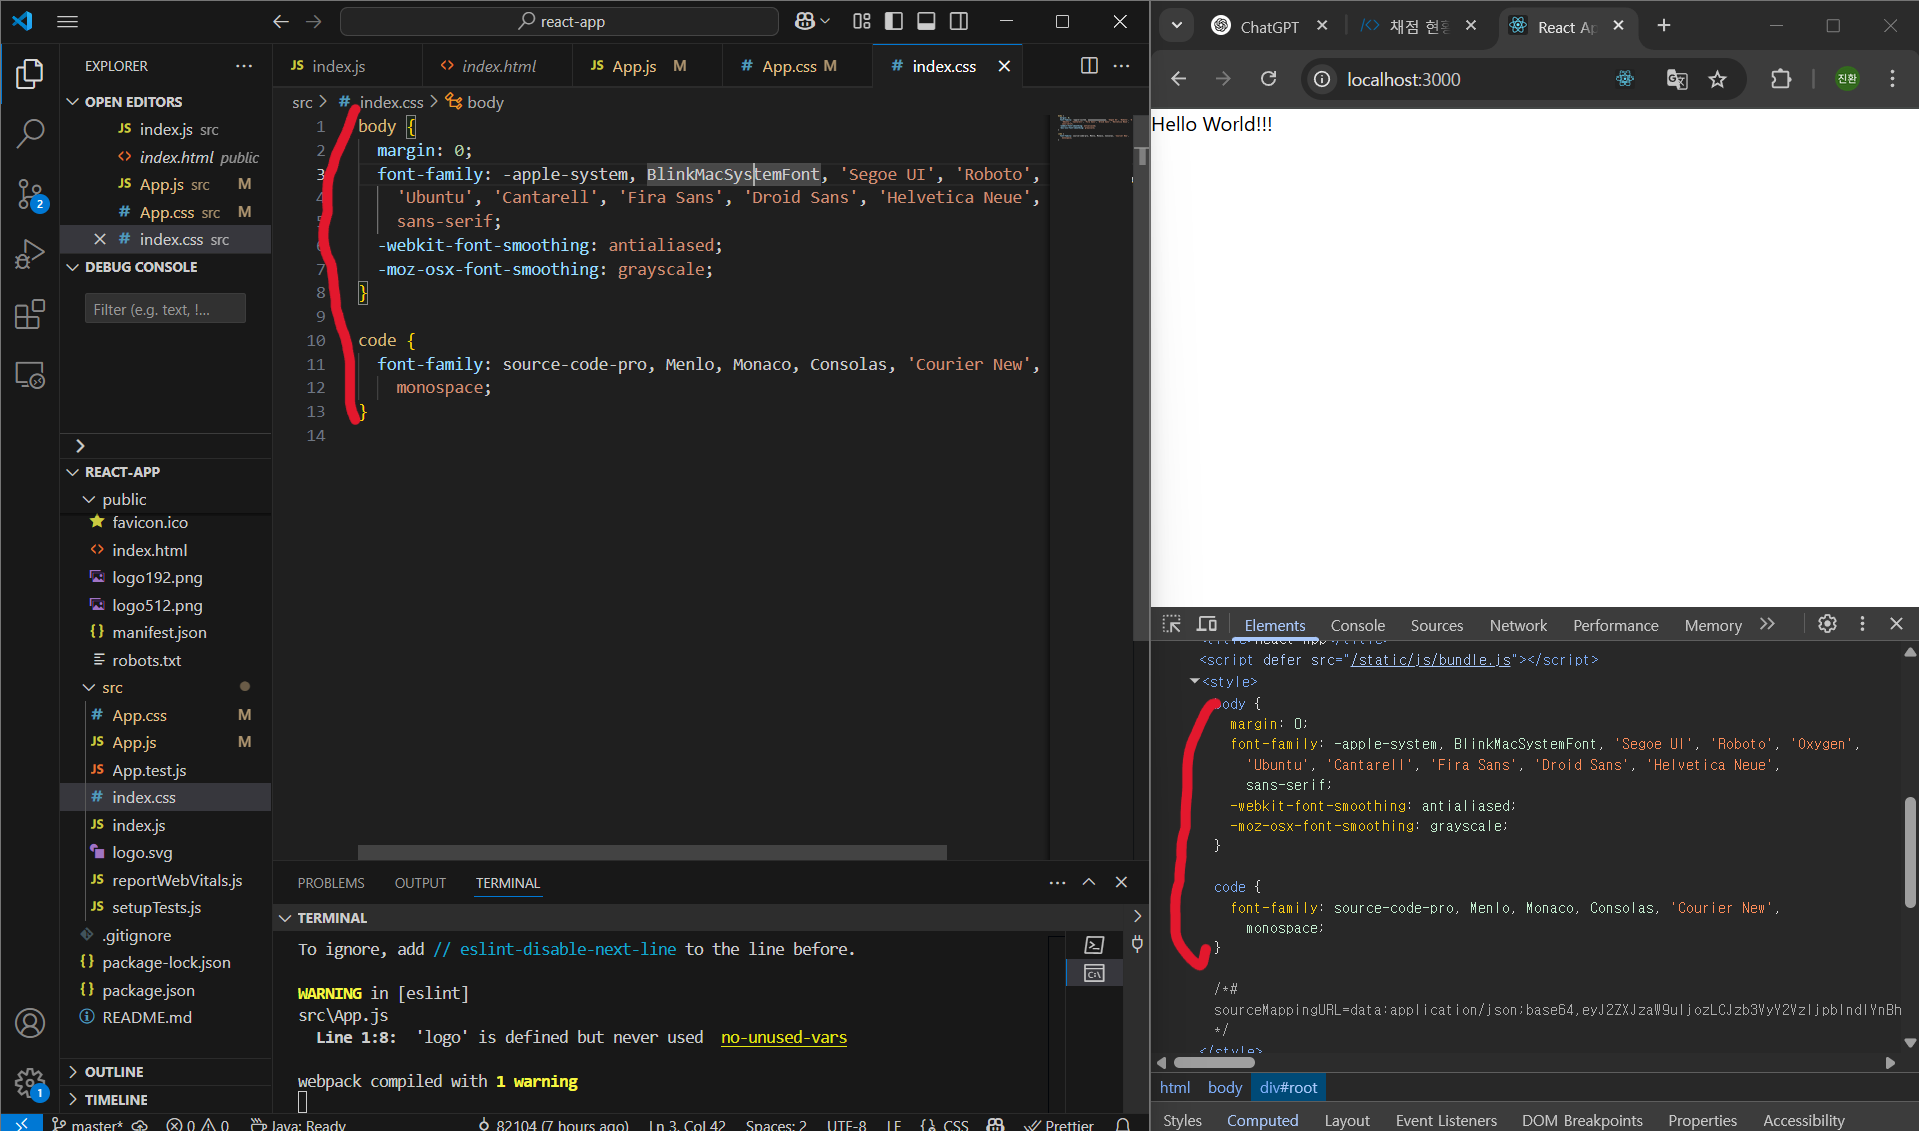 react-app
EXPLORER
OPEN EDITORS
index.js src
index.html public
App.js src M
App.css src M
index.css src
DEBUG CONSOLE
Filter (e.g. text, !...
REACT-APP
public
favicon.ico
index.html
logo192.png
logo512.png
manifest.json
robots.txt
src
App.css M
App.js M
App.test.js
index.css
index.js
logo.svg
reportWebVitals.js
setupTests.js
.gitignore
package-lock.json
package.json
README.md
OUTLINE
TIMELINE
2
1
index.js
index.html
App.js M
App.css M
index.css
src > # index.css > body
1 body {
2 margin: 0;
3 font-family: -apple-system, BlinkMacSystemFont, 'Segoe UI', 'Roboto',
4 'Ubuntu', 'Cantarell', 'Fira Sans', 'Droid Sans', 'Helvetica Neue',
5 sans-serif;
6 -webkit-font-smoothing: antialiased;
7 -moz-osx-font-smoothing: grayscale;
8 }
9
10 code {
11 font-family: source-code-pro, Menlo, Monaco, Consolas, 'Courier New',
12 monospace;
13 }
14
PROBLEMS OUTPUT TERMINAL
TERMINAL
To ignore, add // eslint-disable-next-line to the line before.
WARNING in [eslint]
src\App.js
Line 1:8: 'logo' is defined but never used no-unused-vars
webpack compiled with 1 warning
master* 0 0 Java: Ready 82104 (7 hours ago) Ln 3, Col 42 Spaces: 2 UTF-8 LF {} CSS Prettier
ChatGPT
채점 현황
React Ap
localhost:3000
진환
Hello World!!!
Elements Console Sources Network Performance Memory
<title>React App</title>
<script defer src="/static/js/bundle.js"></script>
<style>
body {
margin: 0;
font-family: -apple-system, BlinkMacSystemFont, 'Segoe UI', 'Roboto', 'Oxygen',
'Ubuntu', 'Cantarell', 'Fira Sans', 'Droid Sans', 'Helvetica Neue',
sans-serif;
-webkit-font-smoothing: antialiased;
-moz-osx-font-smoothing: grayscale;
}
code {
font-family: source-code-pro, Menlo, Monaco, Consolas, 'Courier New',
monospace;
}
/*#
sourceMappingURL=data:application/json;base64,eyJ2ZXJzaW9uIjozLCJzb3VyY2VzIjpbIndlYnBh
*/
</style>
html body div#root
Styles Computed Layout Event Listeners DOM Breakpoints Properties Accessibility